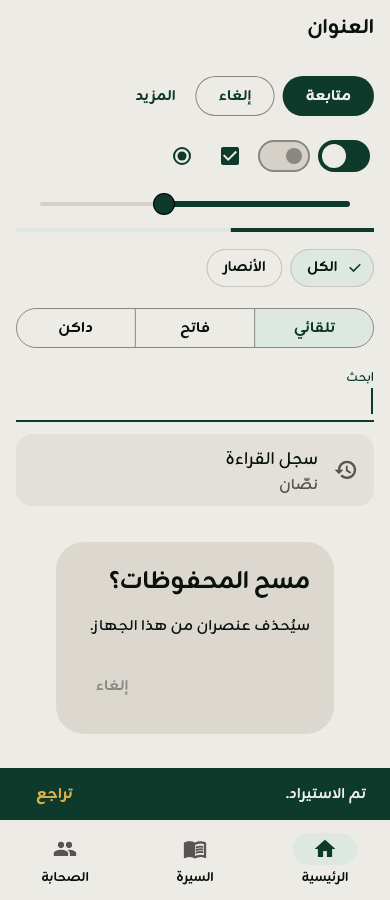 العنوان
متابعة
إلغاء
المزيد
الكل
الأنصار
تلقائي
فاتح
داكن
ابحث
سجل القراءة
نصّان
مسح المحفوظات؟
سيُحذف عنصران من هذا الجهاز.
إلغاء
تم الاستيراد.
تراجع
الرئيسية
السيرة
الصحابة